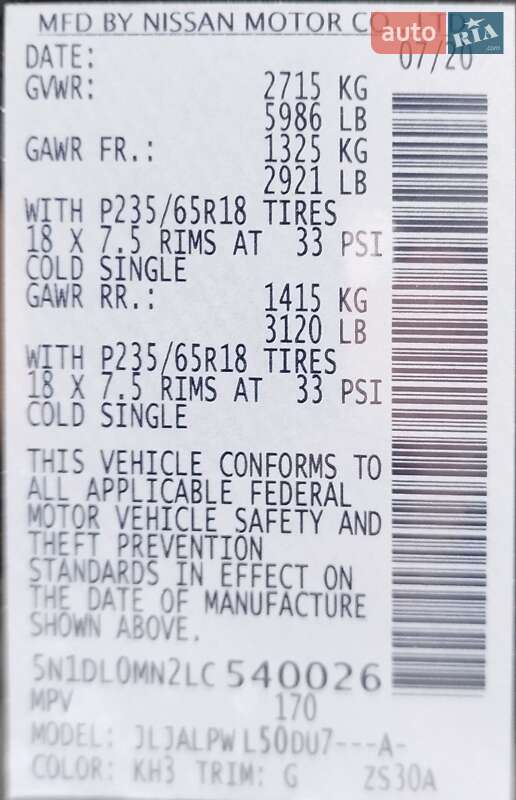 MFD BY NISSAN MOTOR CO., LTD.
auto RIA.com
DATE: 07/20
GVWR: 2715 KG
5986 LB
GAWR FR.: 1325 KG
2921 LB
WITH P235/65R18 TIRES
18 X 7.5 RIMS AT 33 PSI
COLD SINGLE
GAWR RR.: 1415 KG
3120 LB
WITH P235/65R18 TIRES
18 X 7.5 RIMS AT 33 PSI
COLD SINGLE
THIS VEHICLE CONFORMS TO
ALL APPLICABLE FEDERAL
MOTOR VEHICLE SAFETY AND
THEFT PREVENTION
STANDARDS IN EFFECT ON
THE DATE OF MANUFACTURE
SHOWN ABOVE.
5N1DL0MN2LC 540026
MPV 170
MODEL: JLJALPW L50DU7---A-
COLOR: KH3 TRIM: G ZS30A